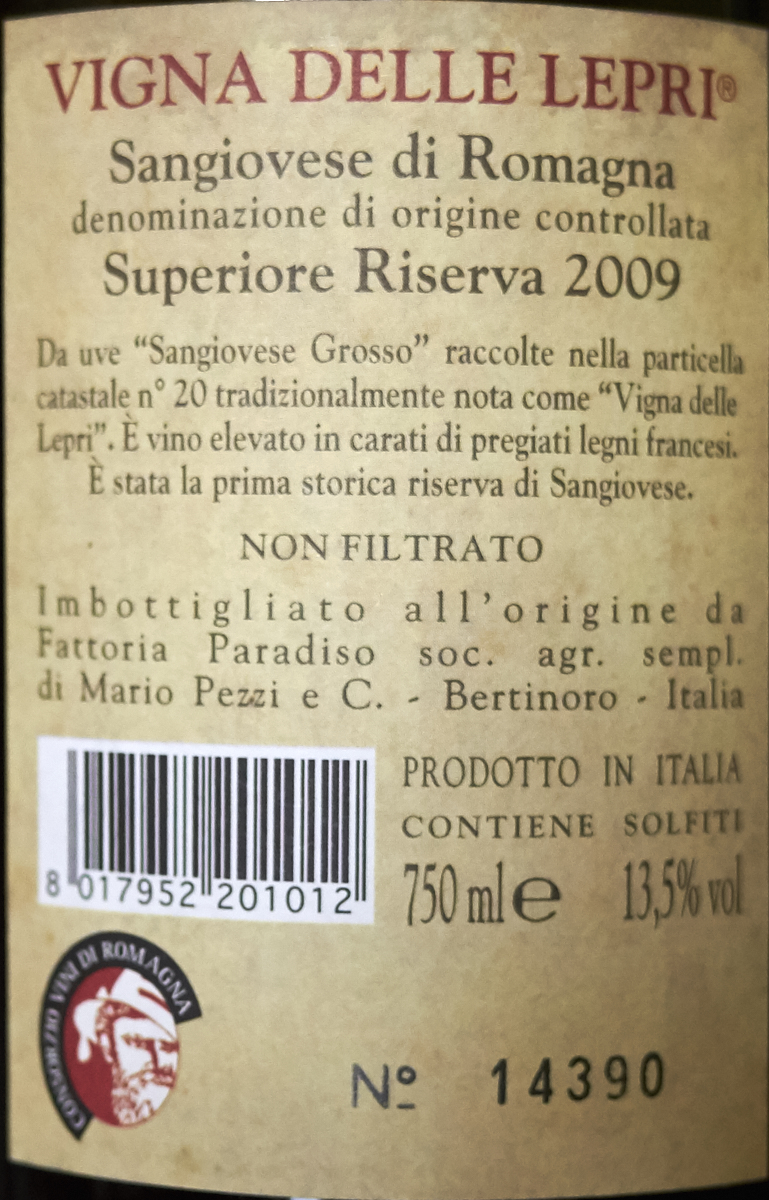 VIGNA DELLE LEPRI®
Sangiovese di Romagna
denominazione di origine controllata
Superiore Riserva 2009
Da uve “Sangiovese Grosso” raccolte nella particella
catastale n° 20 tradizionalmente nota come “Vigna delle
Lepri”. È vino elevato in carati di pregiati legni francesi.
È stata la prima storica riserva di Sangiovese.
NON FILTRATO
Imbottigliato all’origine da
Fattoria Paradiso soc. agr. sempl.
di Mario Pezzi e C. - Bertinoro - Italia
PRODOTTO IN ITALIA
CONTIENE SOLFITI
750 ml e 13,5% vol
8 017952 201012
CONSORZIO VINI DI ROMAGNA
Nº 14390